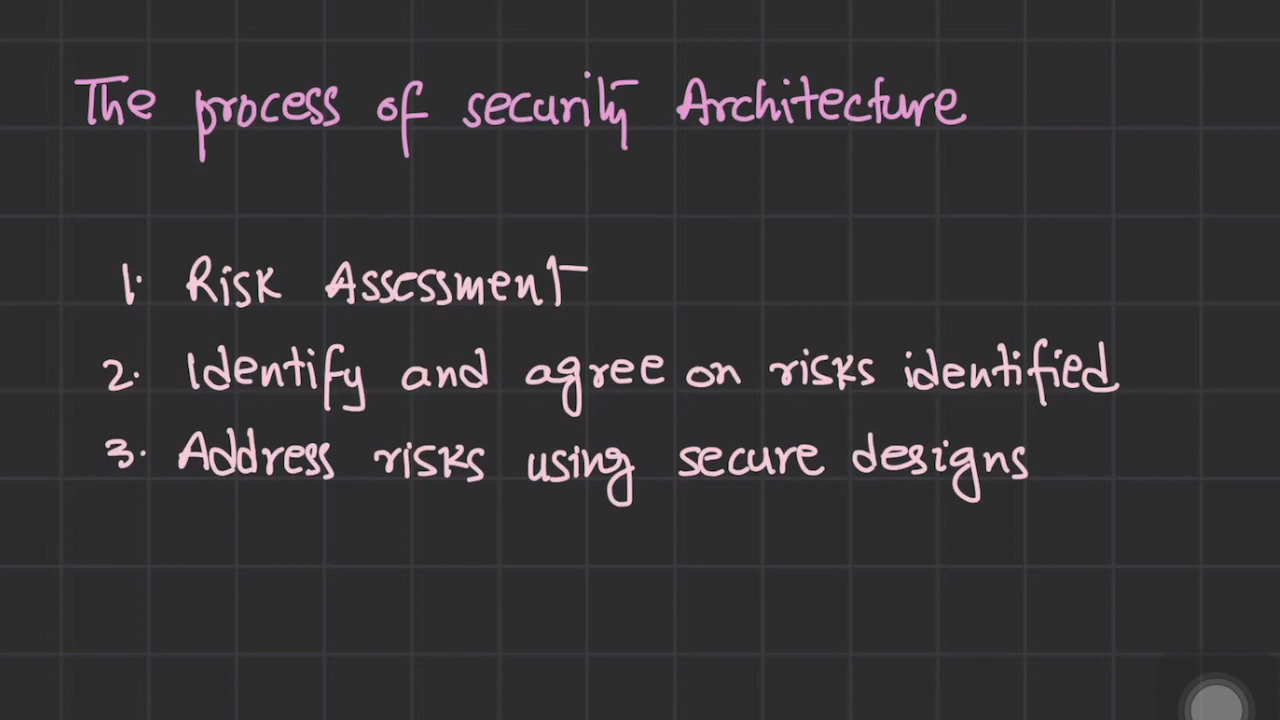 The process of security Architecture
1. Risk Assessment
2. Identify and agree on risks identified
3. Address risks using secure designs